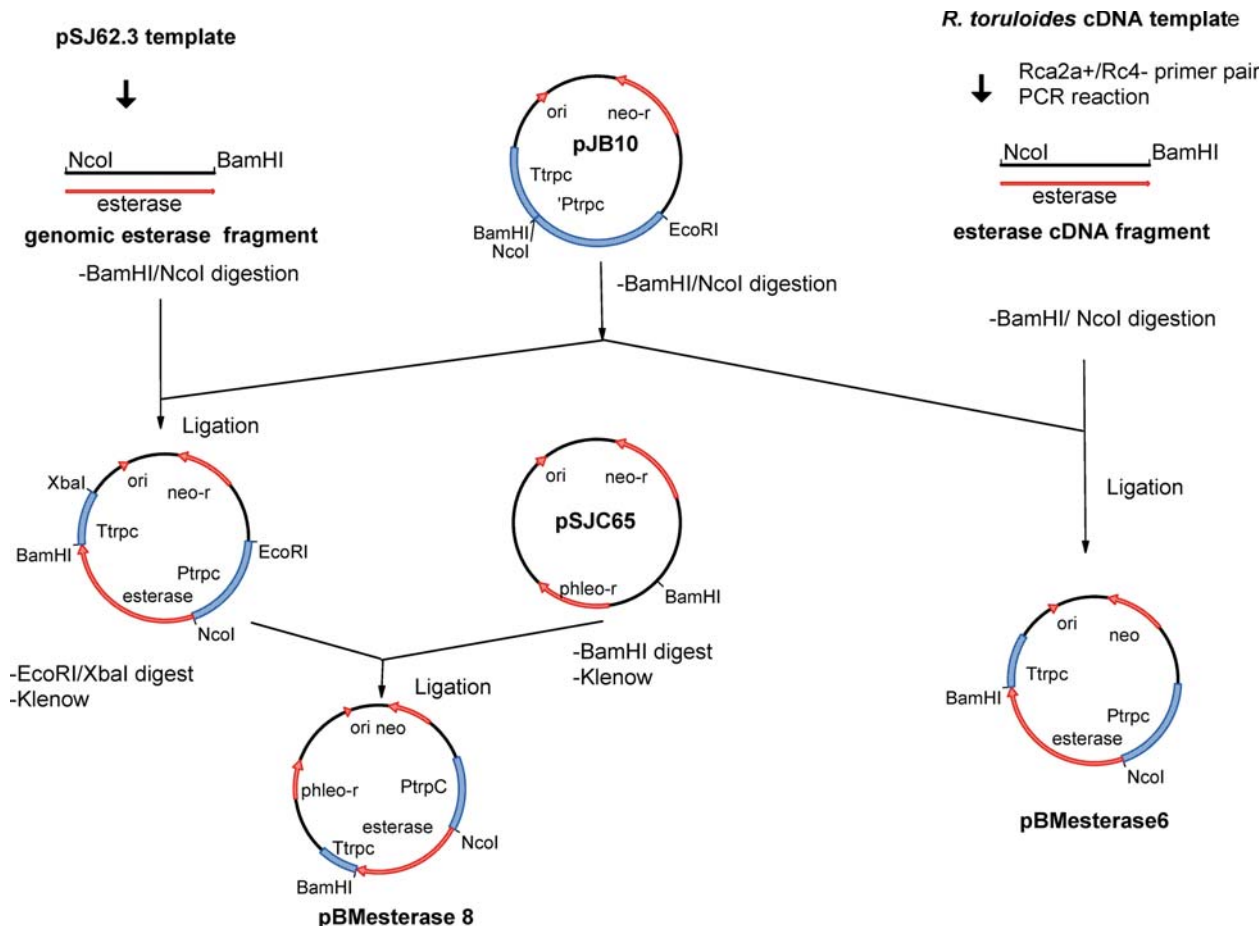 pSJ62.3 template
NcoI
BamHI
esterase
genomic esterase fragment
-BamHI/NcoI digestion
ori
neo-r
pJB10
Ttrpc
'Ptrpc
BamHI
NcoI
EcoRI
-BamHI/NcoI digestion
R. toruloides cDNA template
Rca2a+/Rc4- primer pair
PCR reaction
NcoI
BamHI
esterase
esterase cDNA fragment
-BamHI/ NcoI digestion
Ligation
XbaI
ori
neo-r
Ttrpc
BamHI
Ptrpc
EcoRI
esterase
NcoI
-EcoRI/XbaI digest
-Klenow
ori
neo-r
pSJC65
phleo-r
BamHI
-BamHI digest
-Klenow
Ligation
ori neo
phleo-r
PtrpC
esterase
Ttrpc
NcoI
BamHI
pBMesterase 8
Ligation
ori
neo
Ttrpc
BamHI
Ptrpc
esterase
NcoI
pBMesterase6